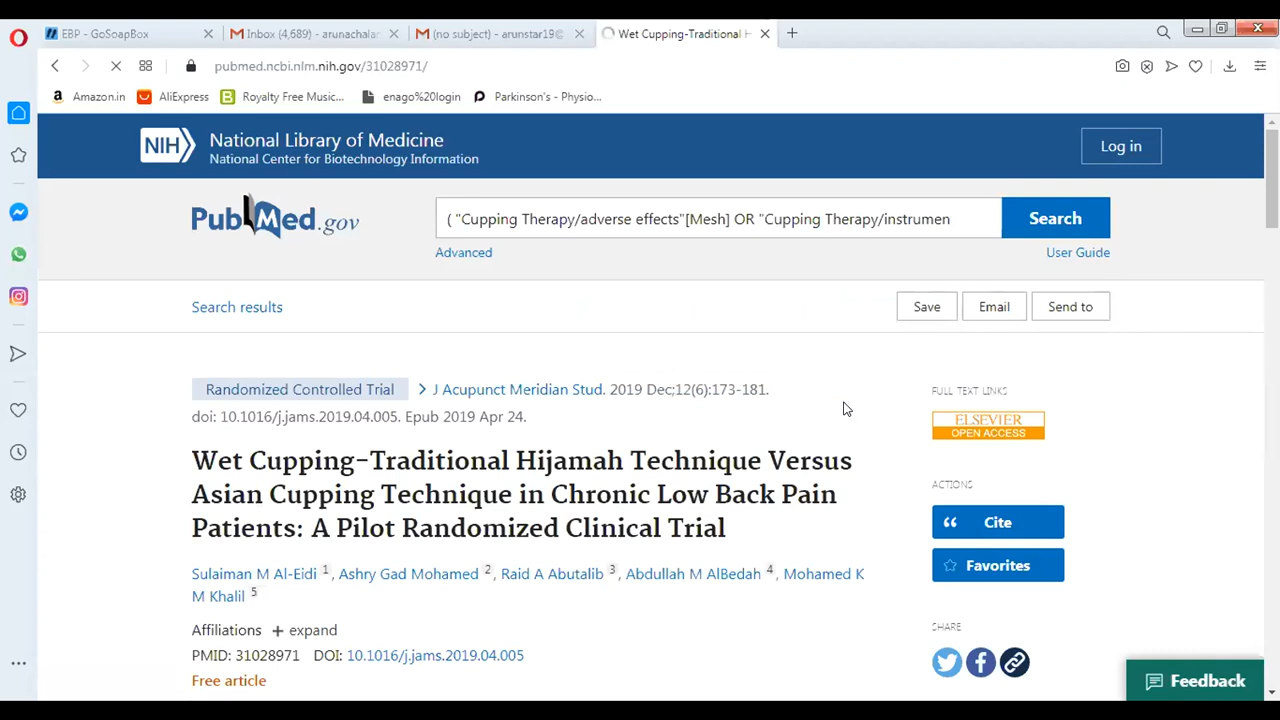 EBP - GoSoapBox
Inbox (4,689) - arunachalan
(no subject) - arunstar19@
Wet Cupping-Traditional H
pubmed.ncbi.nlm.nih.gov/31028971/
Amazon.in
AliExpress
Royalty Free Music...
enago%20login
Parkinson's - Physio...
NIH
National Library of Medicine
National Center for Biotechnology Information
Log in
PubMed.gov
( "Cupping Therapy/adverse effects"[Mesh] OR "Cupping Therapy/instrumen
Search
Advanced
User Guide
Search results
Save
Email
Send to
Randomized Controlled Trial
J Acupunct Meridian Stud. 2019 Dec;12(6):173-181.
doi: 10.1016/j.jams.2019.04.005. Epub 2019 Apr 24.
Wet Cupping-Traditional Hijamah Technique Versus
Asian Cupping Technique in Chronic Low Back Pain
Patients: A Pilot Randomized Clinical Trial
Sulaiman M Al-Eidi 1, Ashry Gad Mohamed 2, Raid A Abutalib 3, Abdullah M AlBedah 4, Mohamed K
M Khalil 5
Affiliations + expand
PMID: 31028971 DOI: 10.1016/j.jams.2019.04.005
Free article
FULL TEXT LINKS
ELSEVIER
OPEN ACCESS
ACTIONS
Cite
Favorites
SHARE
Feedback